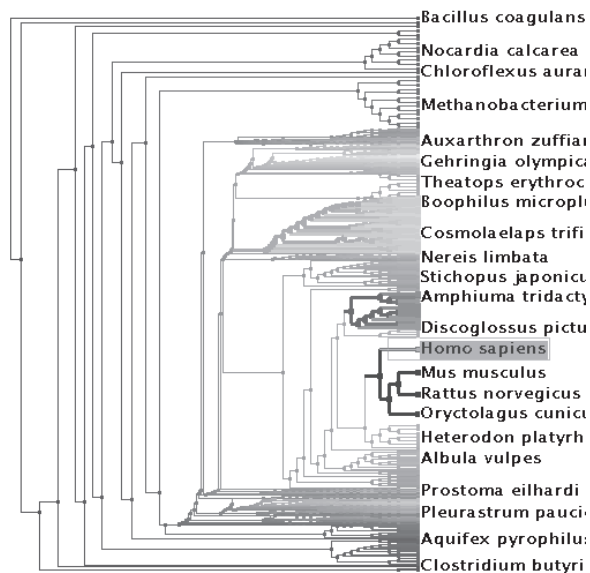 Bacillus coagulans
Nocardia calcarea
Chloroflexus aurar
Methanobacterium
Auxarthron zuffiar
Gehringia olympica
Theatops erythroc
Boophilus microplu
Cosmolaelaps trifi
Nereis limbata
Stichopus japonicu
Amphiuma tridacty
Discoglossus pictu
Homo sapiens
Mus musculus
Rattus norvegicus
Oryctolagus cunicu
Heterodon platyrh
Albula vulpes
Prostoma eilhardi
Pleurastrum paucic
Aquifex pyrophilus
Clostridium butyri